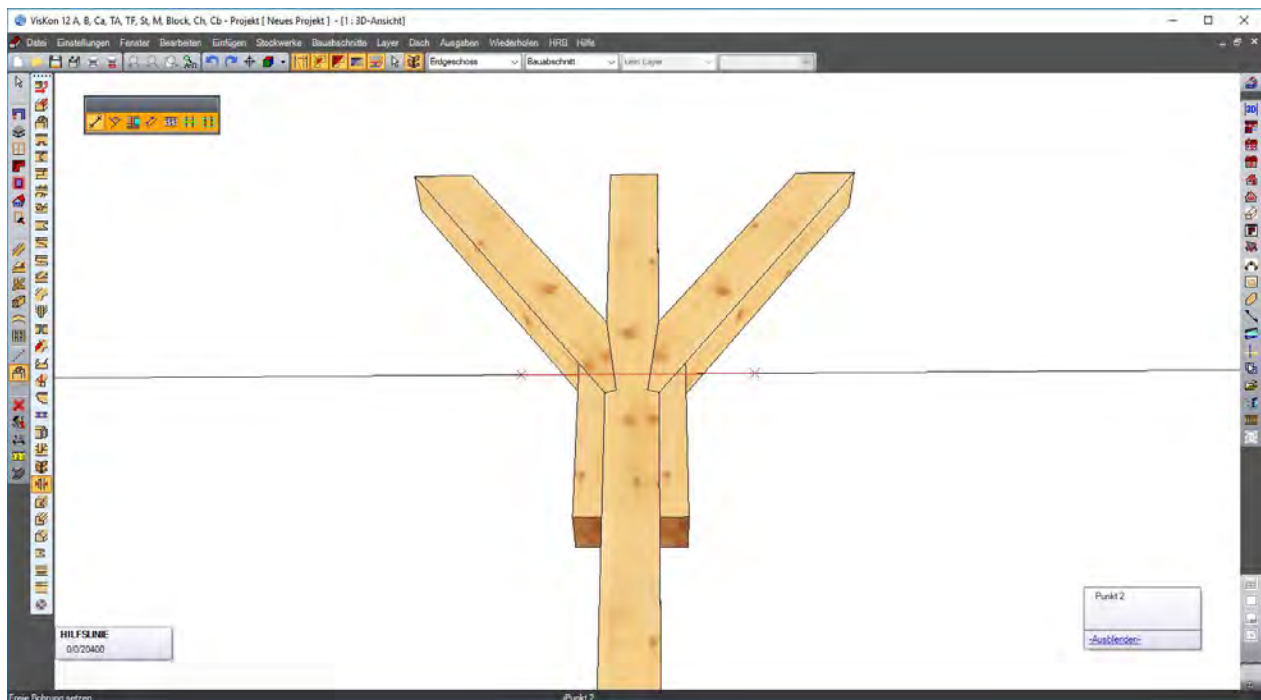 VisKon 12 A, B, Ca, TA, TF, St, M, Block, Ch, Cb - Projekt [ Neues Projekt ] - [1 : 3D-Ansicht]
Datei Einstellungen Fenster Bearbeiten Einfügen Stockwerke Bauabschnitte Layer Dach Ausgaben Wiederholen HRB Hilfe
Erdgeschoss Bauabschnitt kein Layer
3D
HILFSLINIE
0/0/20400
Punkt 2
-Ausblenden-
Freie Bohrung setzen
Punkt 2